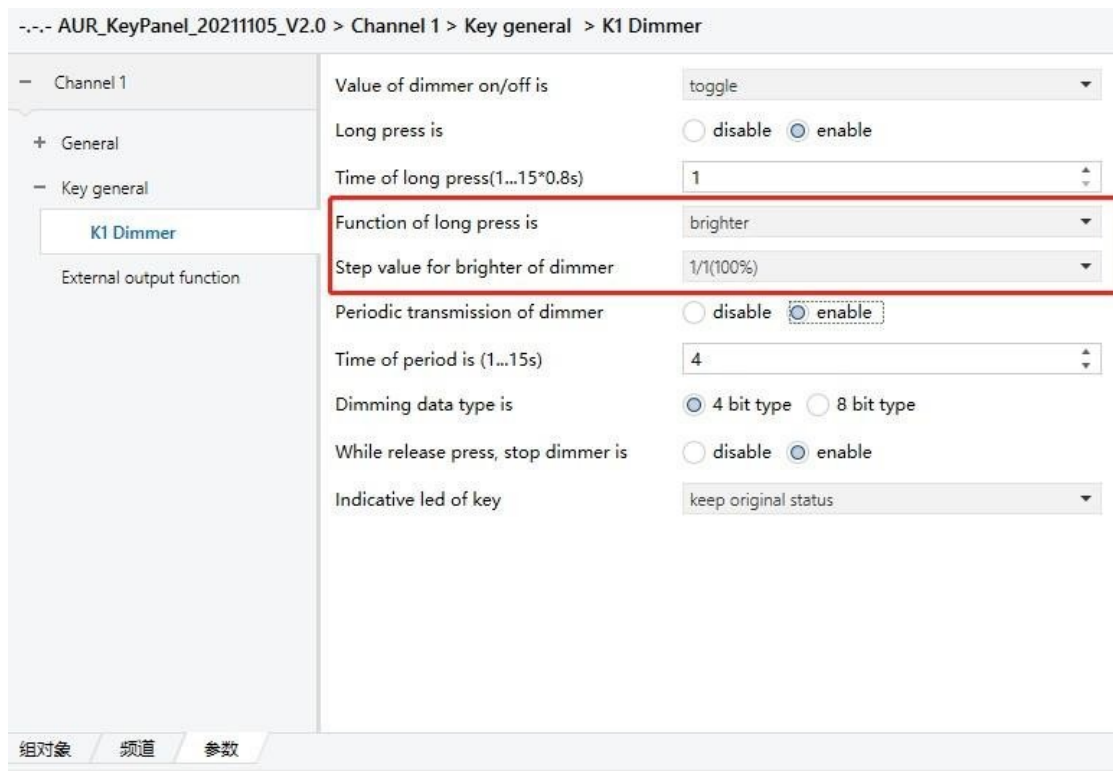 -.-.- AUR_KeyPanel_20211105_V2.0 > Channel 1 > Key general > K1 Dimmer
− Channel 1
+ General
− Key general
K1 Dimmer
External output function
Value of dimmer on/off is toggle
Long press is disable enable
Time of long press(1...15*0.8s) 1
Function of long press is brighter
Step value for brighter of dimmer 1/1(100%)
Periodic transmission of dimmer disable enable
Time of period is (1...15s) 4
Dimming data type is 4 bit type 8 bit type
While release press, stop dimmer is disable enable
Indicative led of key keep original status
组对象 频道 参数